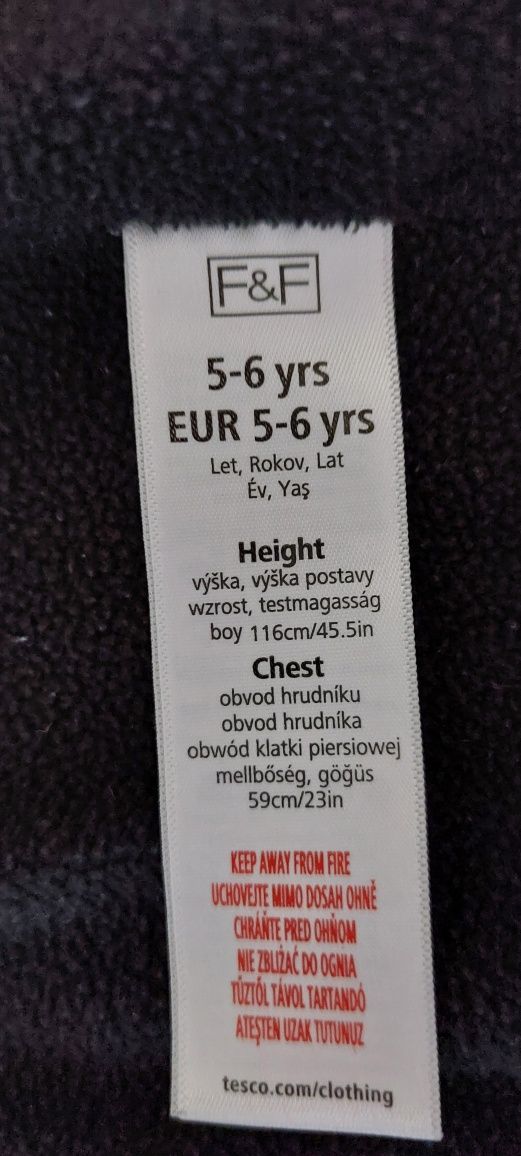 F&F
5-6 yrs
EUR 5-6 yrs
Let, Rokov, Lat
Év, Yaş
Height
výška, výška postavy
wzrost, testmagasság
boy 116cm/45.5in
Chest
obvod hrudníku
obvod hrudníka
obwód klatki piersiowej
mellbőség, göğüs
59cm/23in
KEEP AWAY FROM FIRE
UCHOVEJTE MIMO DOSAH OHNĚ
CHRÁŇTE PRED OHŇOM
NIE ZBLIŻAĆ DO OGNIA
TŰZTŐL TÁVOL TARTANDÓ
ATEŞTEN UZAK TUTUNUZ
tesco.com/clothing